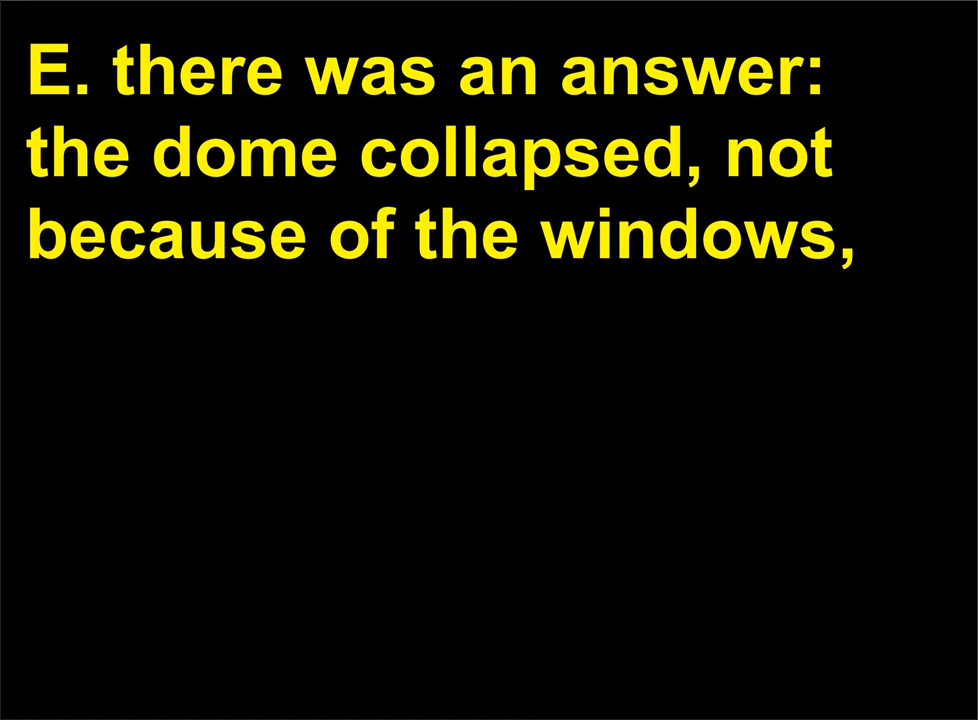 E. there was an answer:
the dome collapsed, not
because of the windows,